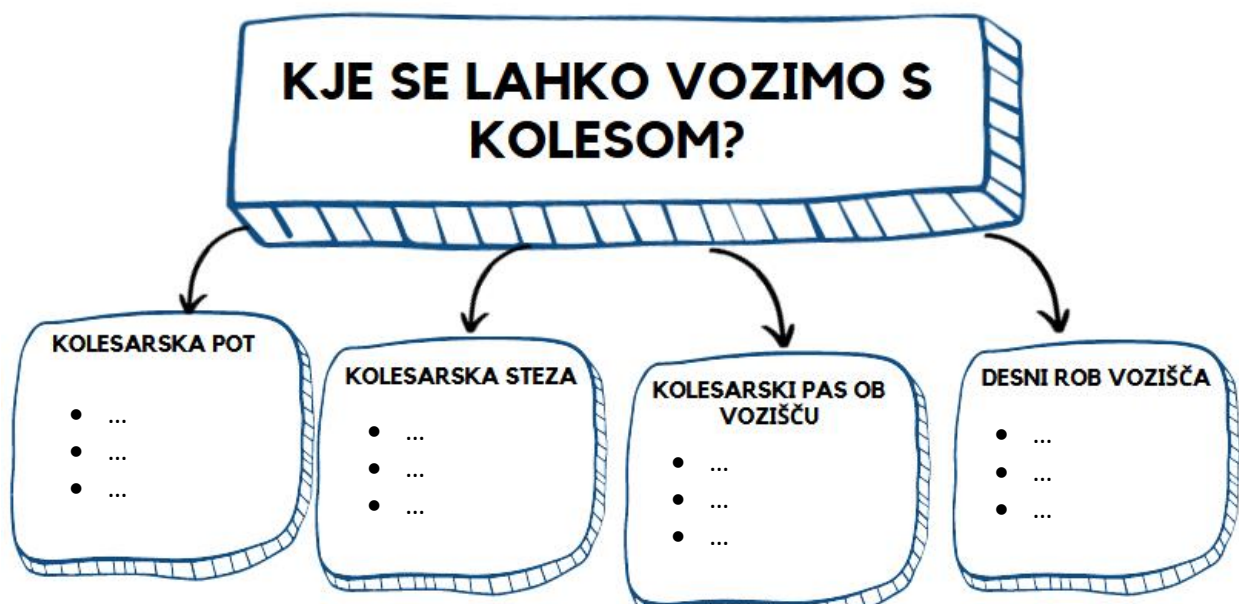 KJE SE LAHKO VOZIMO S
KOLESOM?
KOLESARSKA POT
• ...
• ...
• ...
KOLESARSKA STEZA
• ...
• ...
• ...
KOLESARSKI PAS OB
VOZIŠČU
• ...
• ...
• ...
DESNI ROB VOZIŠČA
• ...
• ...
• ...